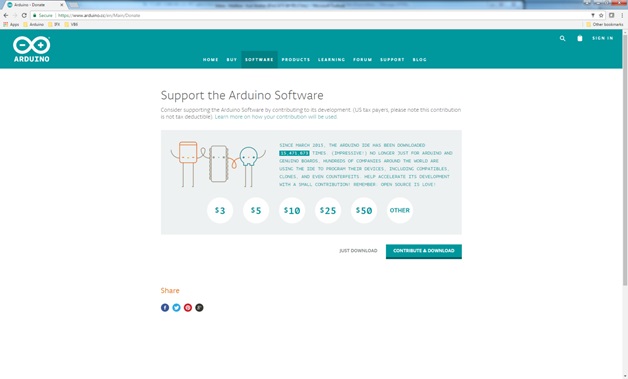 Arduino - Donate
Secure https://www.arduino.cc/en/Main/Donate
Apps Arduino Other bookmarks
SIGN IN
ARDUINO
HOME BUY SOFTWARE PRODUCTS LEARNING FORUM SUPPORT BLOG
Support the Arduino Software
Consider supporting the Arduino Software by contributing to its development. (US tax payers, please note this contribution
is not tax deductible). Learn more on how your contribution will be used.
SINCE MARCH 2015, THE ARDUINO IDE HAS BEEN DOWNLOADED
TIMES. (IMPRESSIVE!) NO LONGER JUST FOR ARDUINO AND
GENUINO BOARDS, HUNDREDS OF COMPANIES AROUND THE WORLD ARE
USING THE IDE TO PROGRAM THEIR DEVICES, INCLUDING COMPATIBLES,
CLONES, AND EVEN COUNTERFEITS. HELP ACCELERATE ITS DEVELOPMENT
WITH A SMALL CONTRIBUTION! REMEMBER: OPEN SOURCE IS LOVE!
$3 $5 $10 $25 $50 OTHER
JUST DOWNLOAD CONTRIBUTE & DOWNLOAD
Share